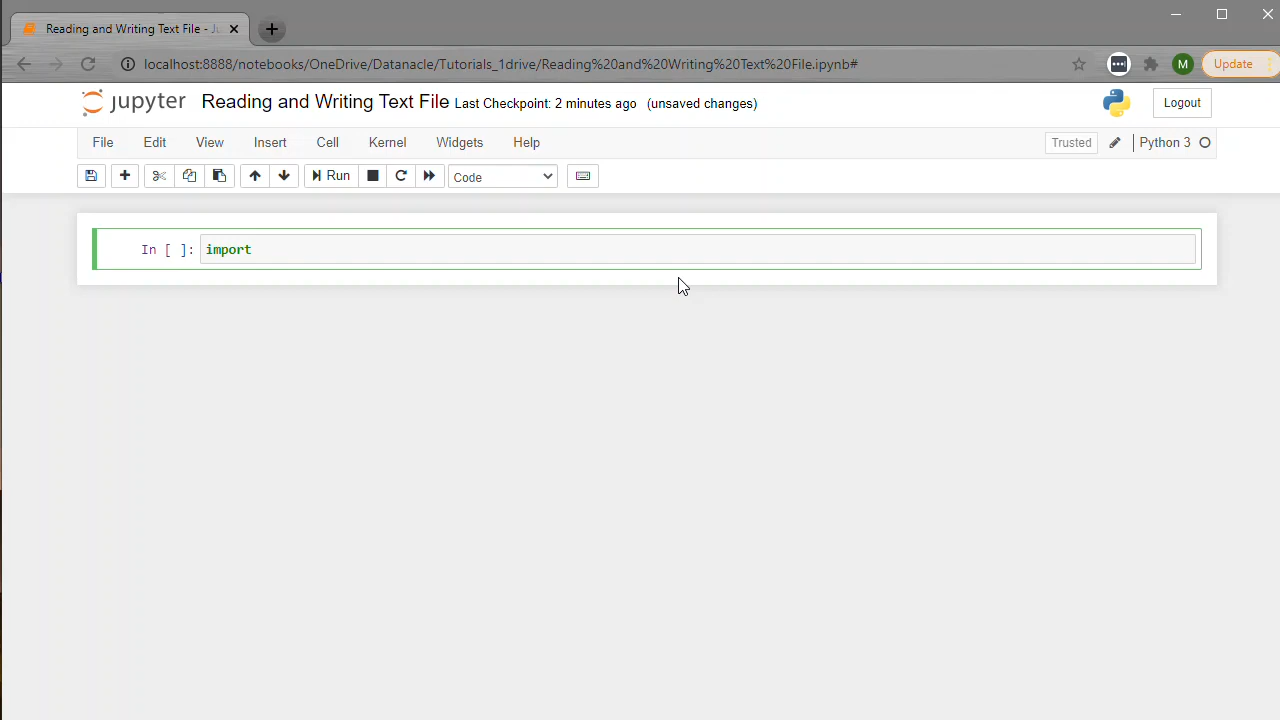 Reading and Writing Text File - Ju
localhost:8888/notebooks/OneDrive/Datanacle/Tutorials_1drive/Reading%20and%20Writing%20Text%20File.ipynb#
M
Update
jupyter Reading and Writing Text File Last Checkpoint: 2 minutes ago (unsaved changes)
Logout
File Edit View Insert Cell Kernel Widgets Help
Trusted
Python 3
Run
Code
In [ ]: import